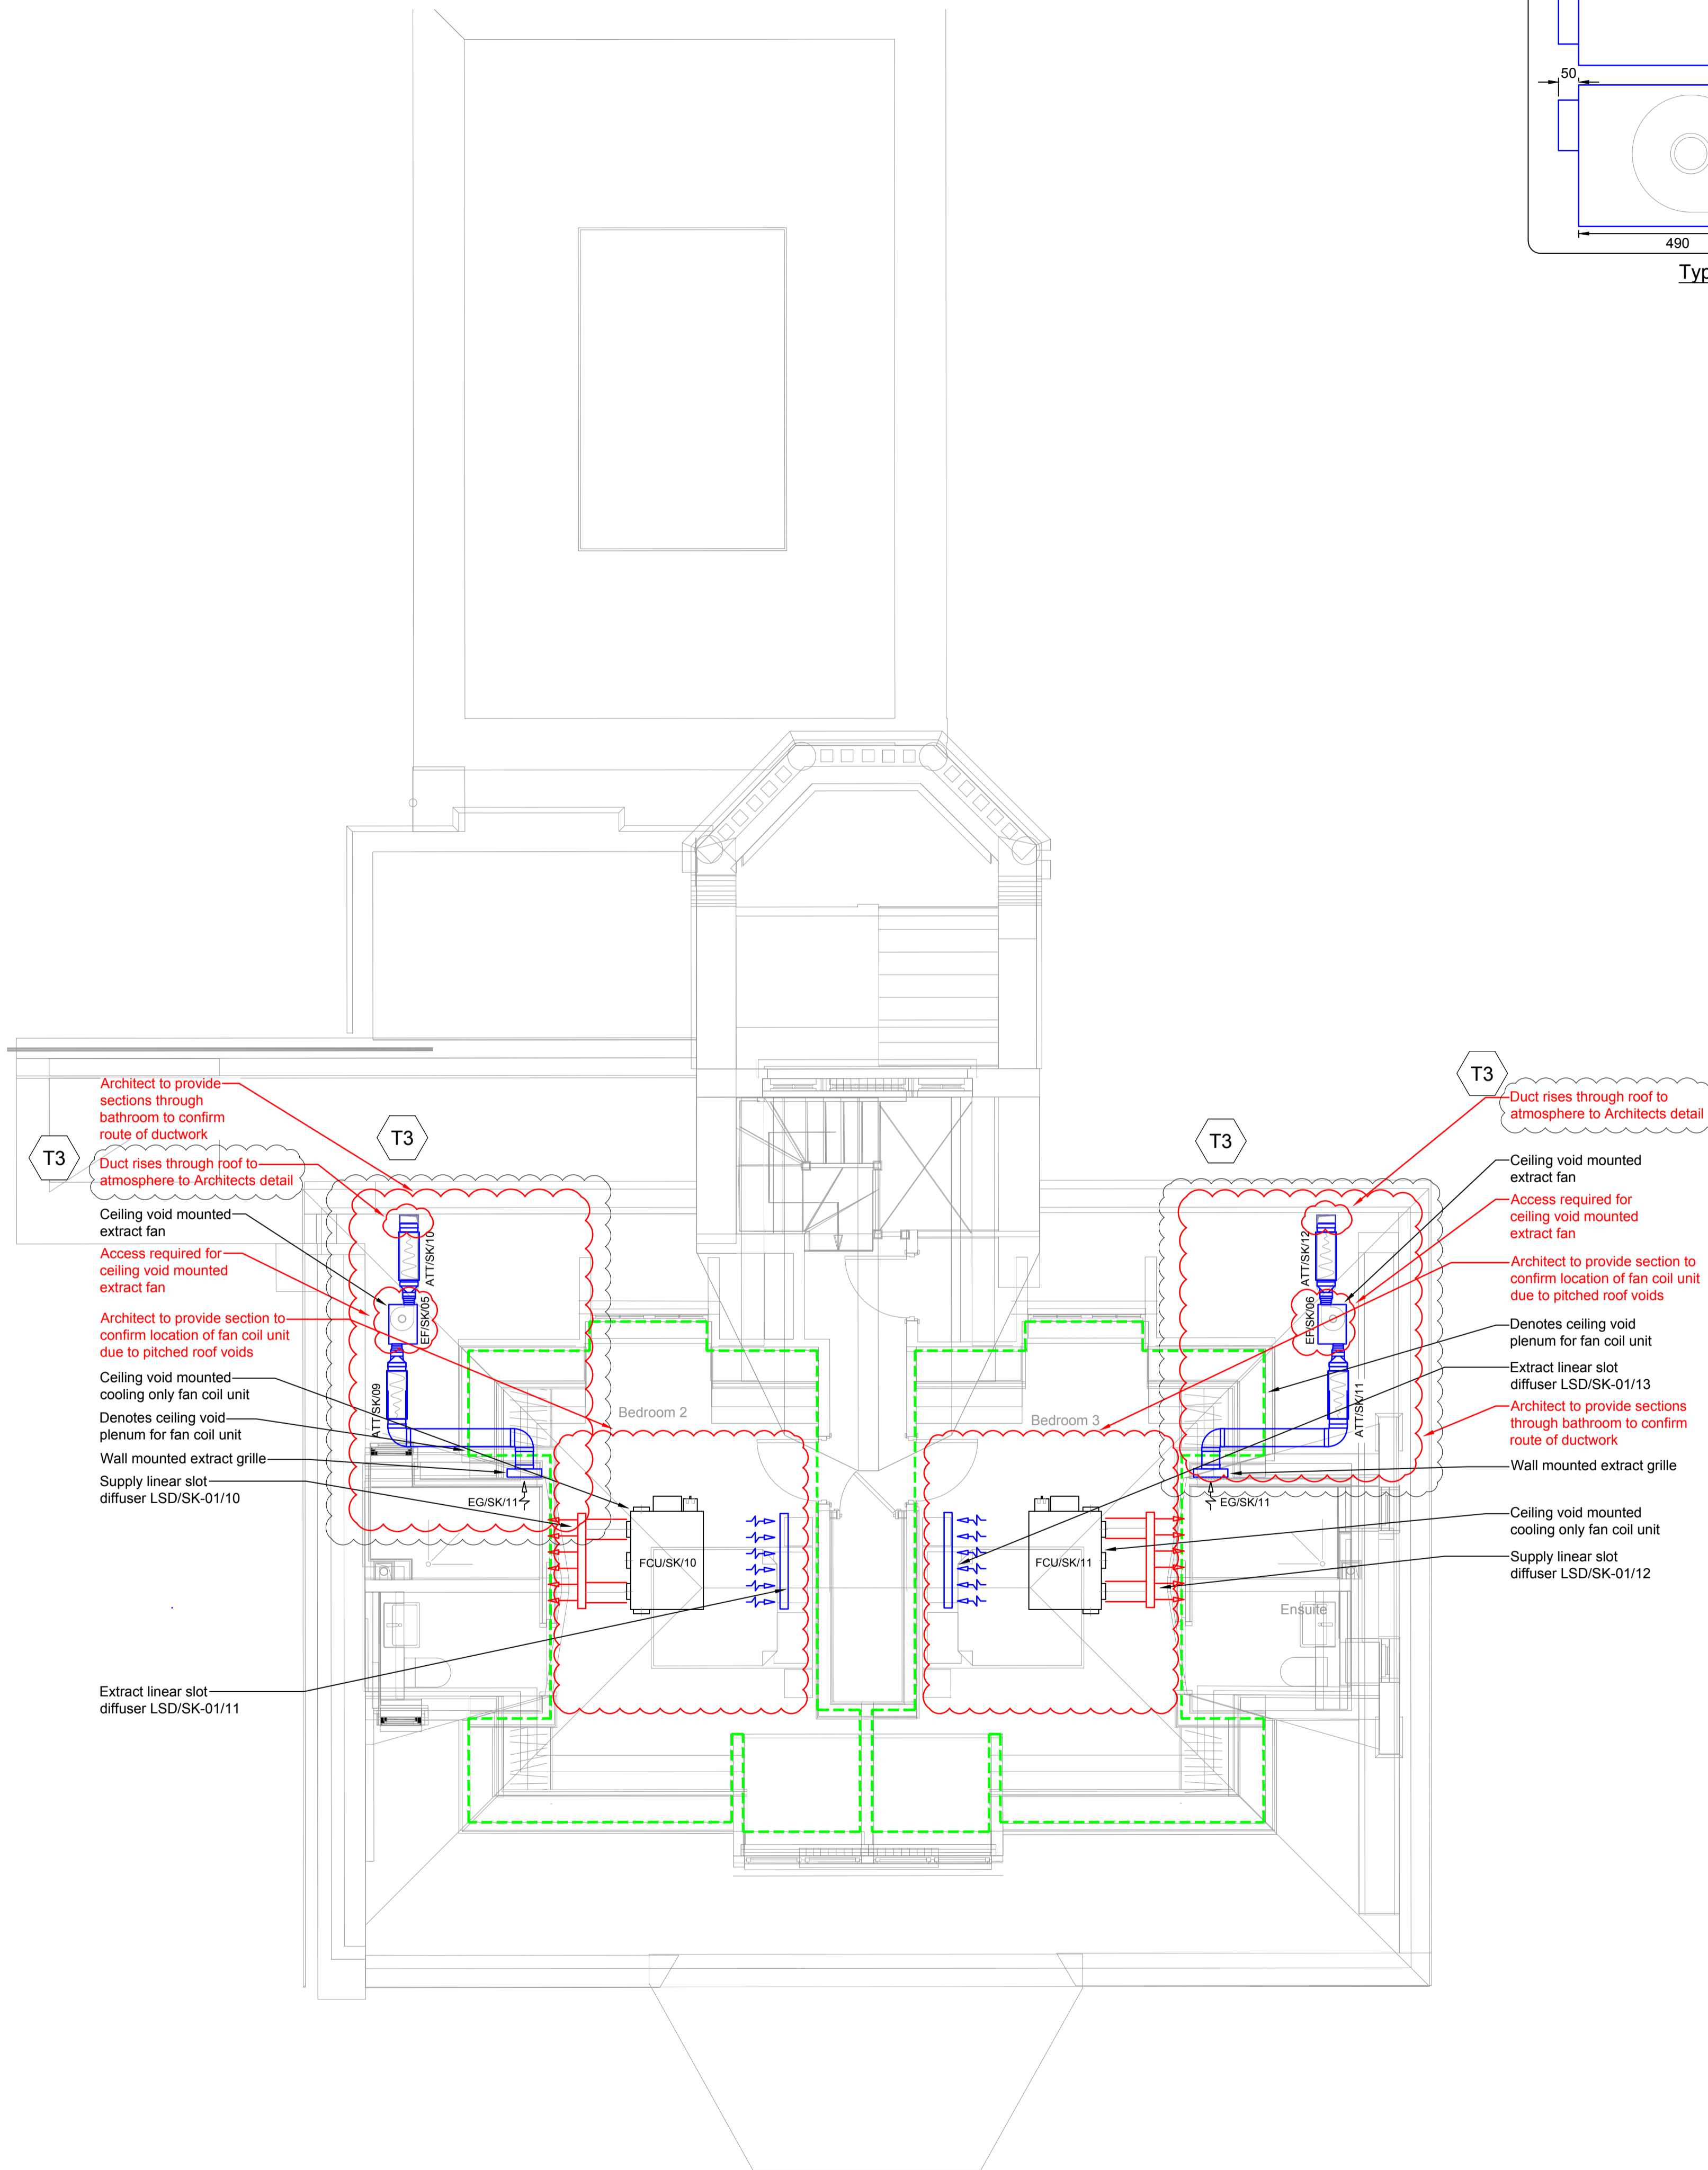 50
490
Typ
Architect to provide
sections through
bathroom to confirm
route of ductwork
T3
T3
Duct rises through roof to
atmosphere to Architects detail
Ceiling void mounted
extract fan
Access required for
ceiling void mounted
extract fan
Architect to provide section to
confirm location of fan coil unit
due to pitched roof voids
Ceiling void mounted
cooling only fan coil unit
Denotes ceiling void
plenum for fan coil unit
Wall mounted extract grille
Supply linear slot
diffuser LSD/SK-01/10
Extract linear slot
diffuser LSD/SK-01/11
ATT/SK/10
EF/SK/05
ATT/SK/09
EG/SK/11
Bedroom 2
FCU/SK/10
Bedroom 3
FCU/SK/11
Ensuite
T3
ATT/SK/12
EF/SK/06
ATT/SK/11
EG/SK/11
T3
Duct rises through roof to
atmosphere to Architects detail
Ceiling void mounted
extract fan
Access required for
ceiling void mounted
extract fan
Architect to provide section to
confirm location of fan coil unit
due to pitched roof voids
Denotes ceiling void
plenum for fan coil unit
Extract linear slot
diffuser LSD/SK-01/13
Architect to provide sections
through bathroom to confirm
route of ductwork
Wall mounted extract grille
Ceiling void mounted
cooling only fan coil unit
Supply linear slot
diffuser LSD/SK-01/12